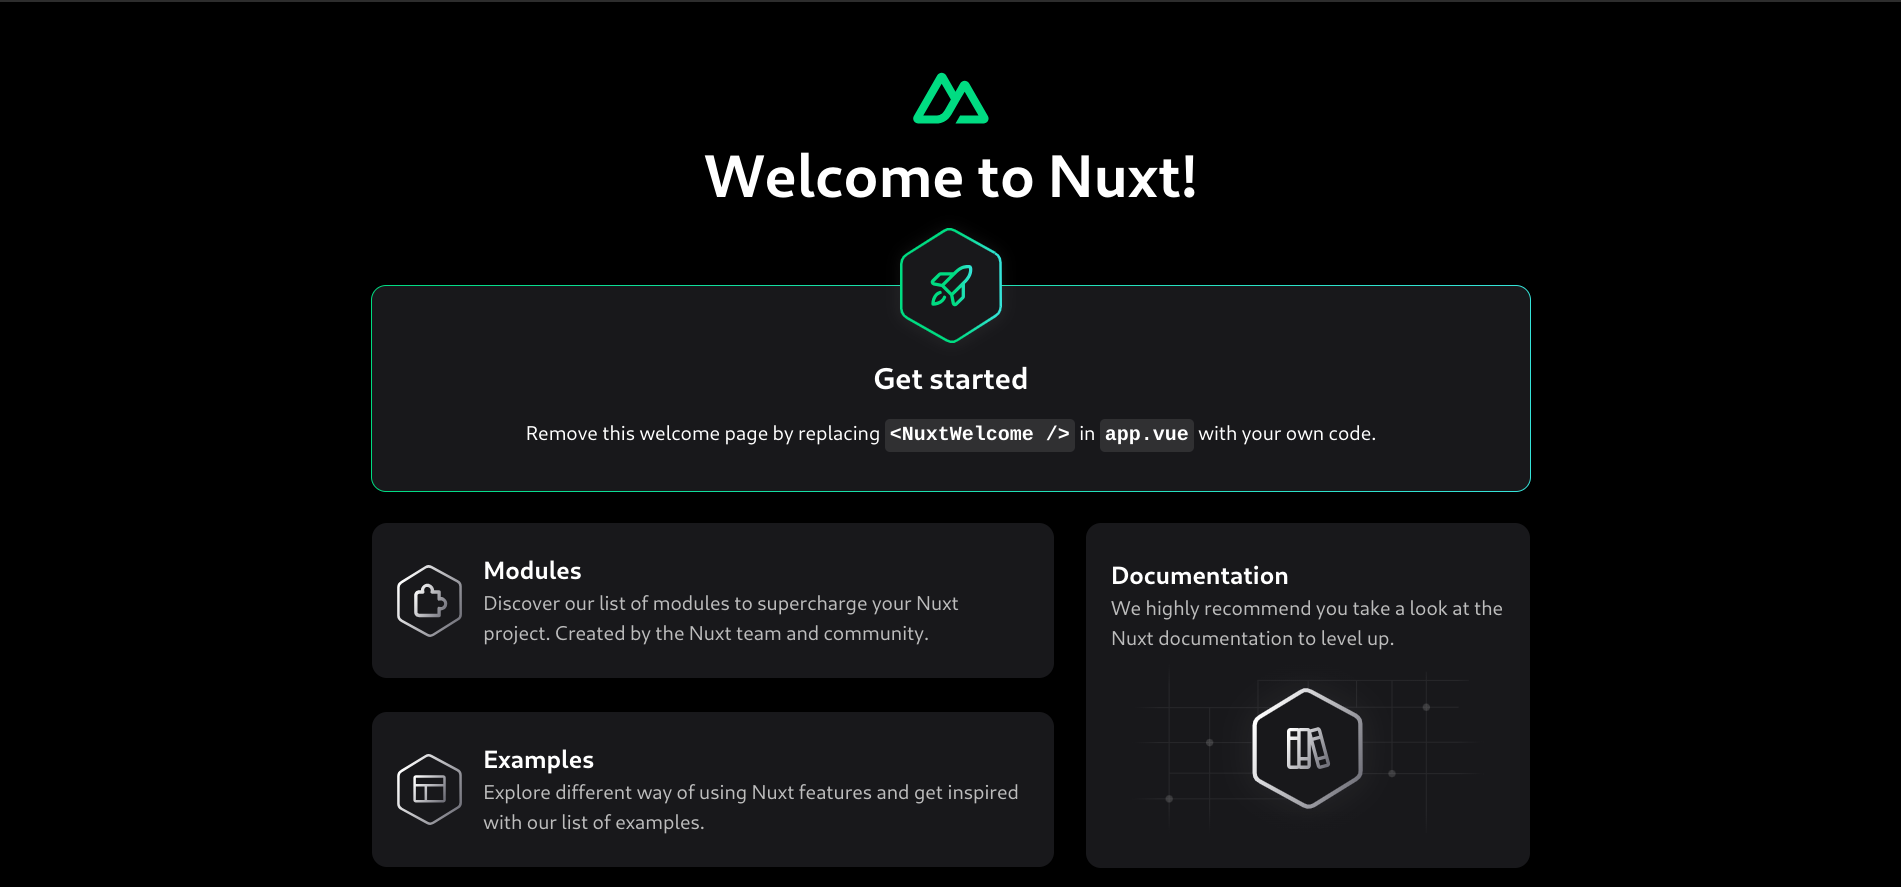 Welcome to Nuxt!
Get started
Remove this welcome page by replacing <NuxtWelcome /> in app.vue with your own code.
Modules
Discover our list of modules to supercharge your Nuxt
project. Created by the Nuxt team and community.
Documentation
We highly recommend you take a look at the
Nuxt documentation to level up.
Examples
Explore different way of using Nuxt features and get inspired
with our list of examples.